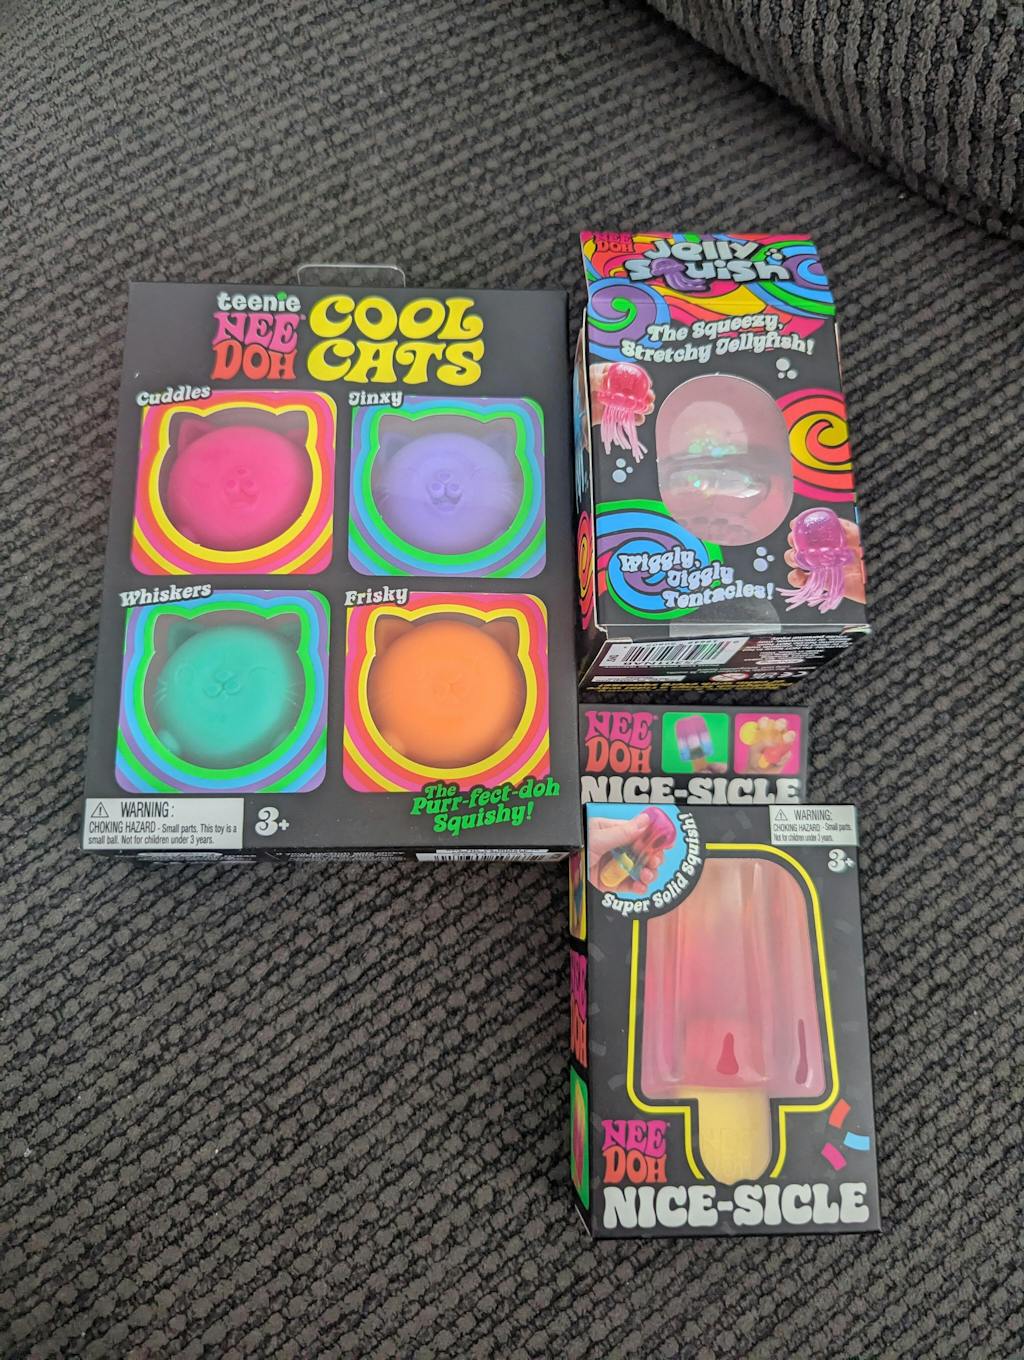 teenie
NEE
DOH
COOL
CATS
Cuddles
Jinxy
Whiskers
Frisky
The
Purr-fect-doh
Squishy!
WARNING:
CHOKING HAZARD - Small parts. This toy is a
small ball. Not for children under 3 years.
3+
NEE
DOH
Jelly
Squish
The Squeezy,
Stretchy Jellyfish!
Wiggly,
Jiggly
Tentacles!
NEE
DOH
NICE-SICLE
Super Solid Squish!
WARNING:
CHOKING HAZARD - Small parts.
Not for children under 3 years.
3+
NEE
DOH
NICE-SICLE